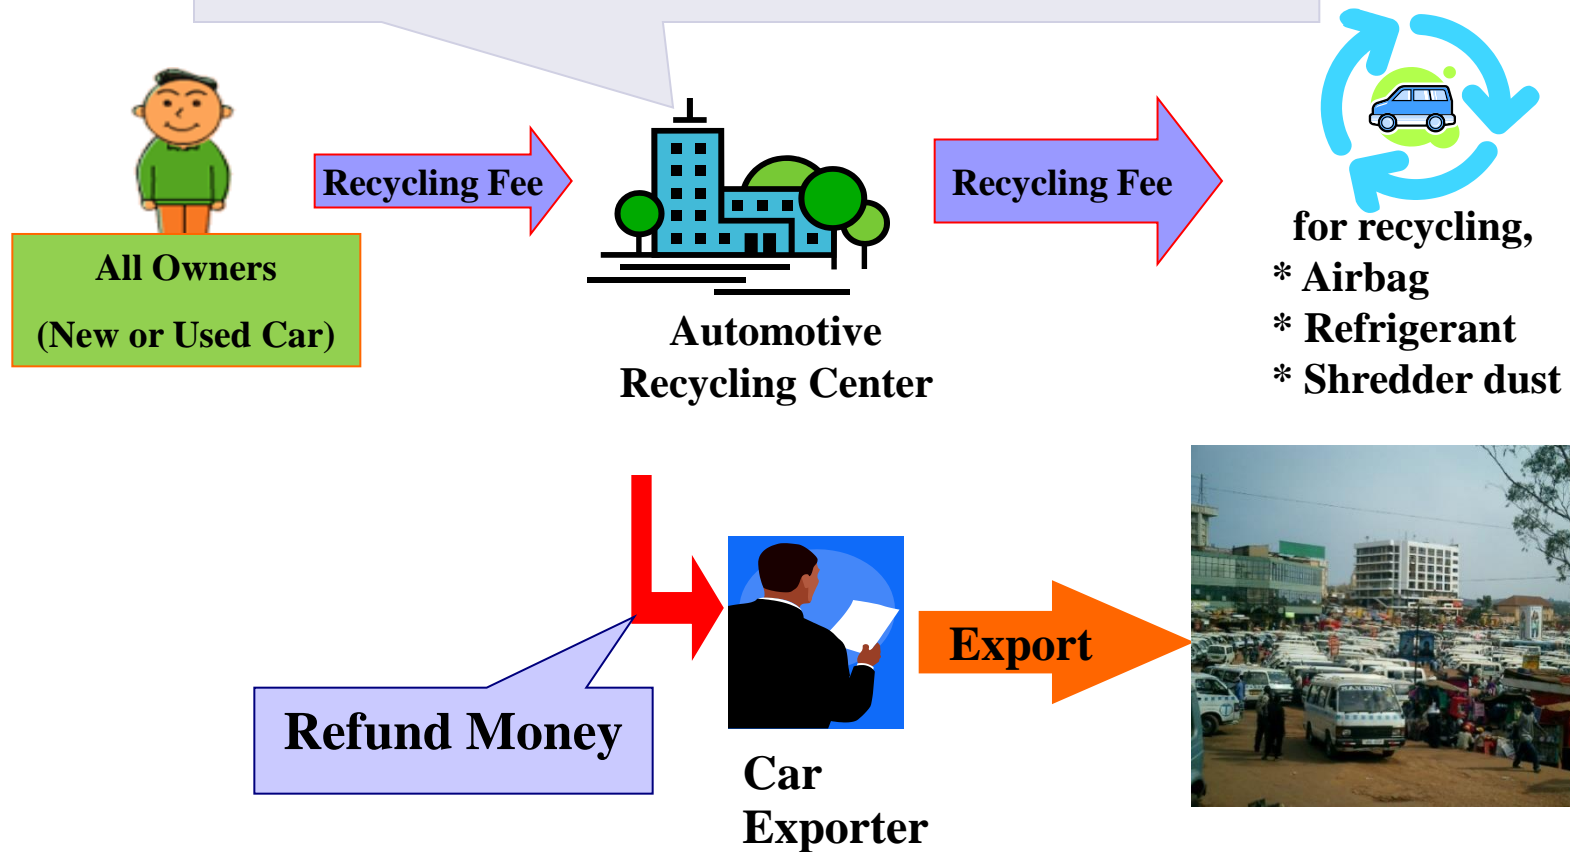 Recycling Fee
Recycling Fee
All Owners
(New or Used Car)
Automotive
Recycling Center
for recycling,
* Airbag
* Refrigerant
* Shredder dust
Refund Money
Export
Car
Exporter